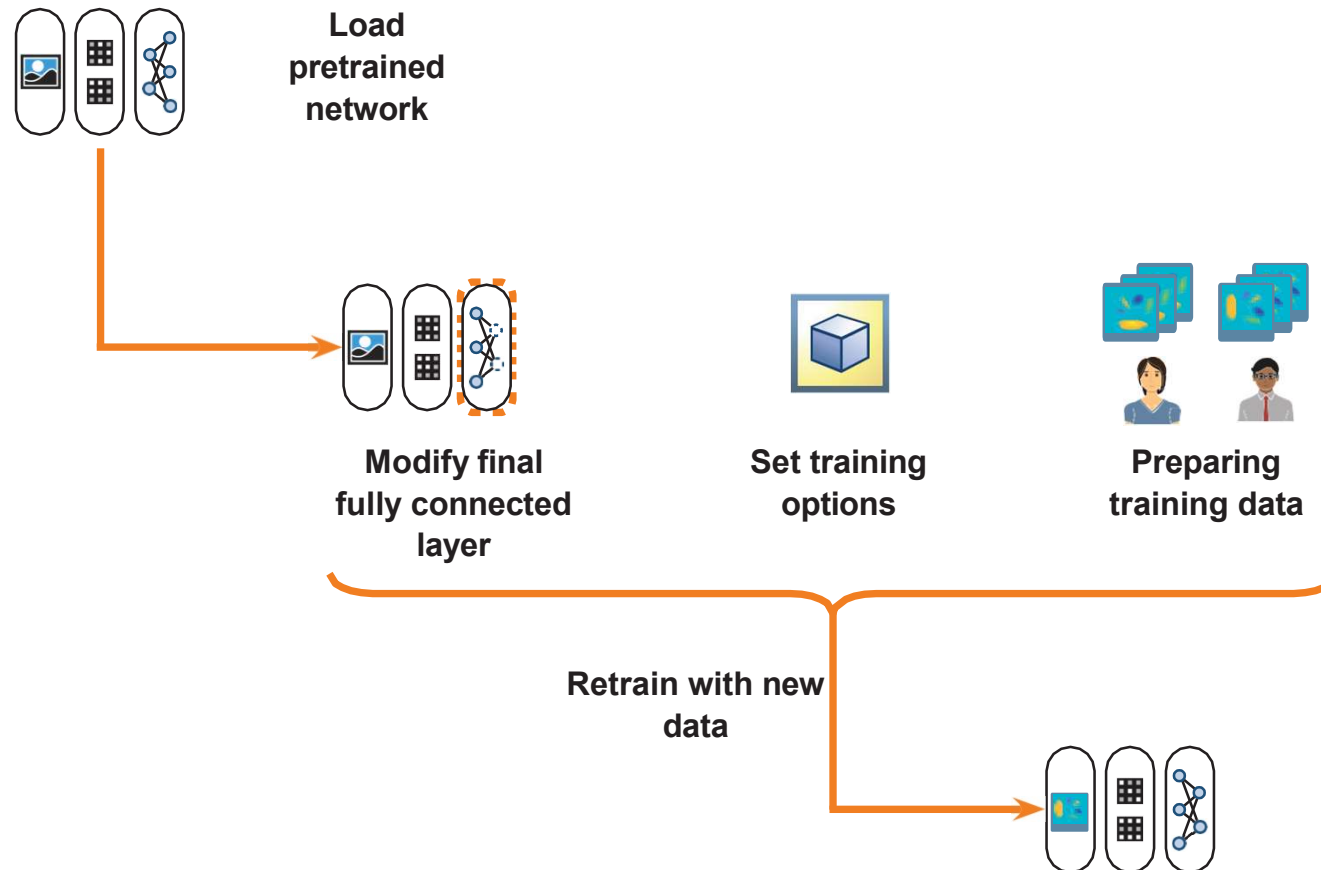 Load
pretrained
network
Modify final
fully connected
layer
Set training
options
Preparing
training data
Retrain with new
data